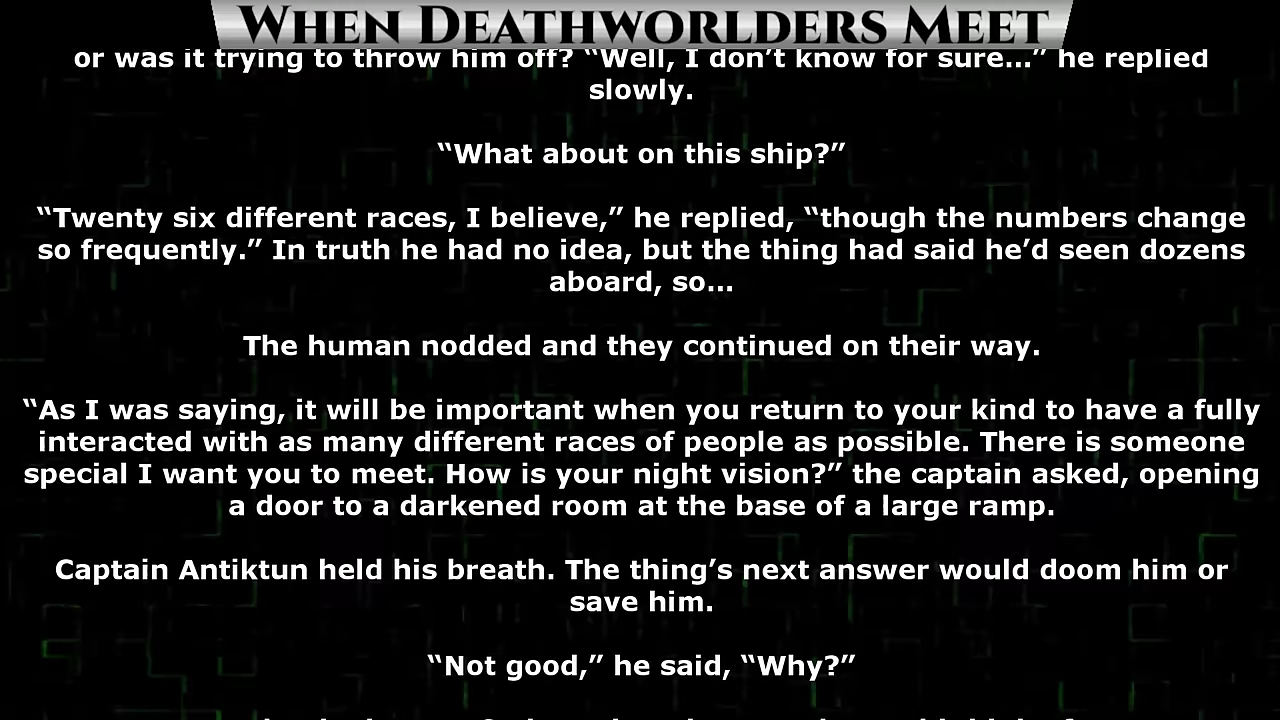 WHEN DEATHWORLDERS MEET
or was it trying to throw him off? “Well, I don’t know for sure...” he replied
slowly.
“What about on this ship?”
“Twenty six different races, I believe,” he replied, “though the numbers change
so frequently.” In truth he had no idea, but the thing had said he’d seen dozens
aboard, so...
The human nodded and they continued on their way.
“As I was saying, it will be important when you return to your kind to have a fully
interacted with as many different races of people as possible. There is someone
special I want you to meet. How is your night vision?” the captain asked, opening
a door to a darkened room at the base of a large ramp.
Captain Antiktun held his breath. The thing’s next answer would doom him or
save him.
“Not good,” he said, “Why?”